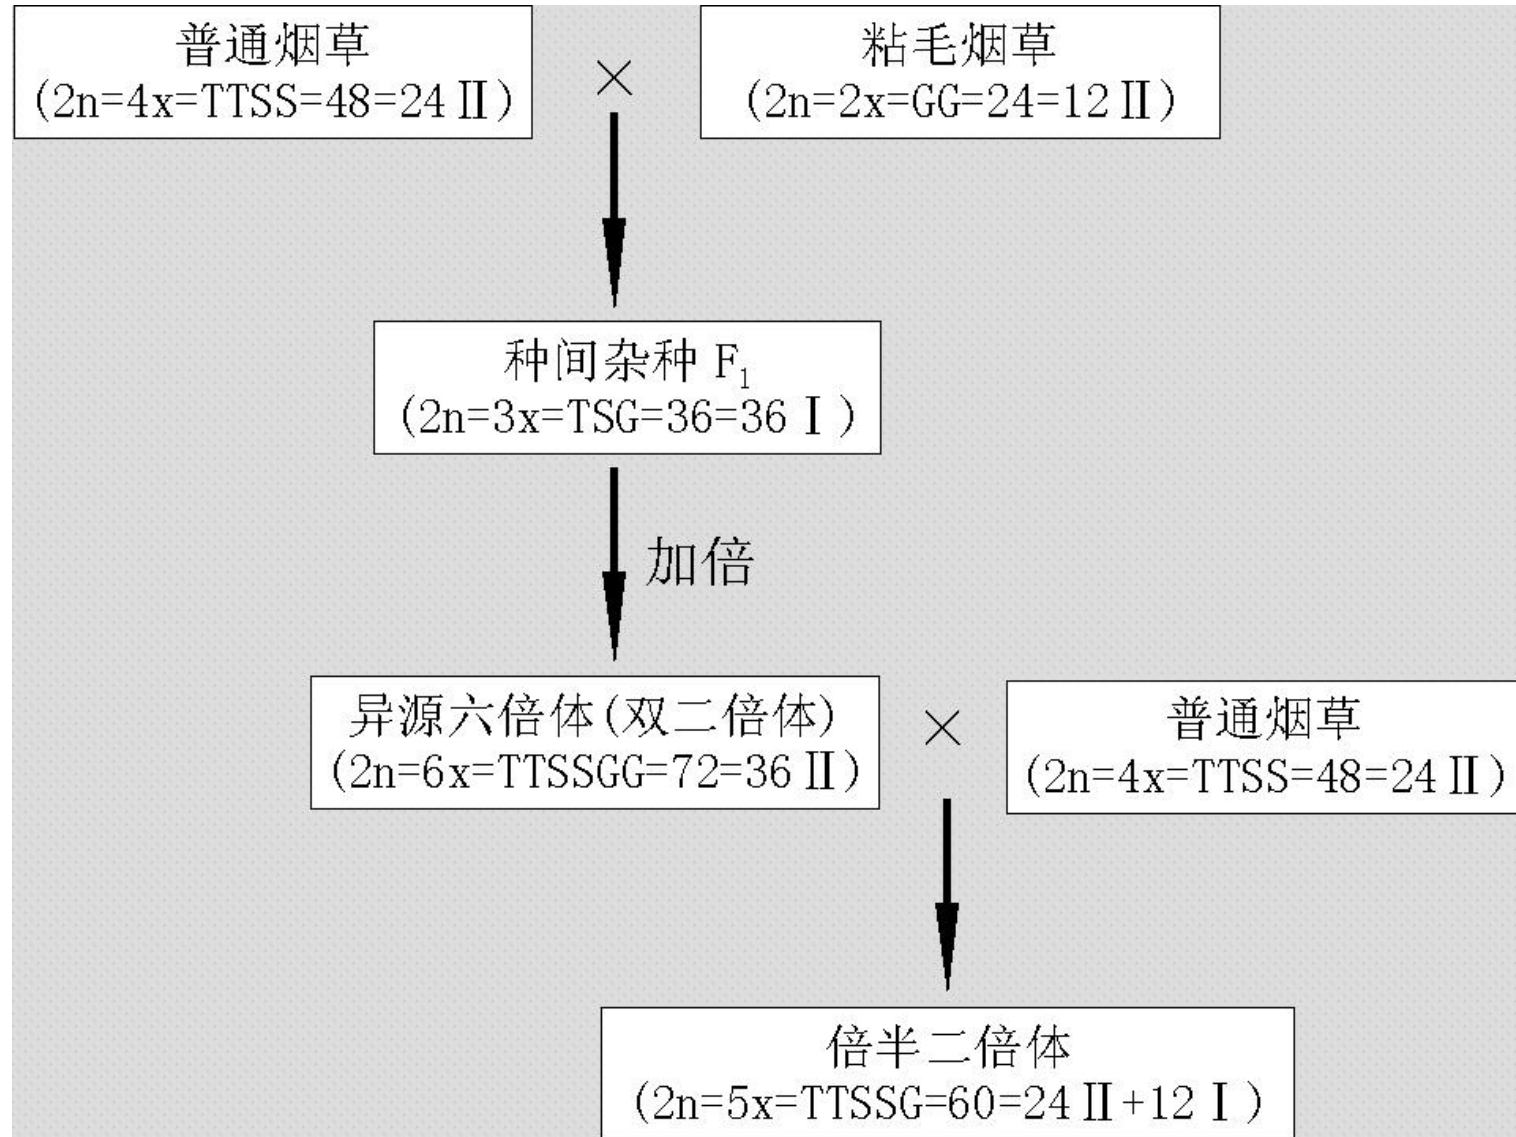 普通烟草
(2n=4x=TTSS=48=24Ⅱ)
×
粘毛烟草
(2n=2x=GG=24=12Ⅱ)
种间杂种 F₁
(2n=3x=TSG=36=36Ⅰ)
加倍
异源六倍体(双二倍体)
(2n=6x=TTSSGG=72=36Ⅱ)
×
普通烟草
(2n=4x=TTSS=48=24Ⅱ)
倍半二倍体
(2n=5x=TTSSG=60=24Ⅱ+12Ⅰ)